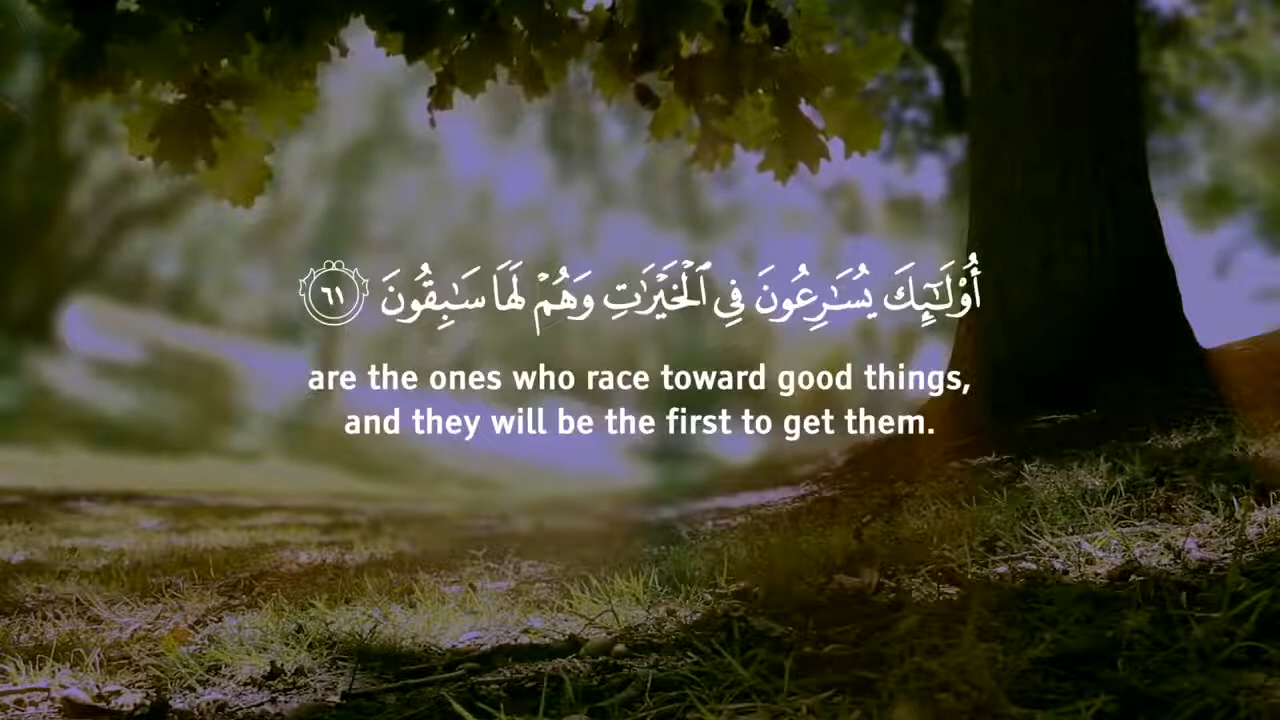 أُو۟لَـٰٓئِكَ يُسَـٰرِعُونَ فِى ٱلْخَيْرَٰتِ وَهُمْ لَهَا سَـٰبِقُونَ ٦١
are the ones who race toward good things,
and they will be the first to get them.